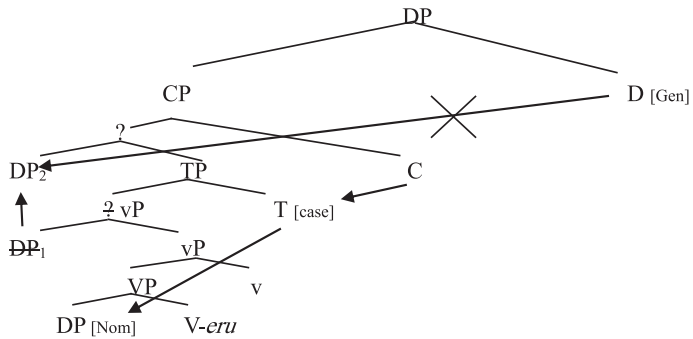 DP
CP D [Gen]
?
DP2 TP C
? vP T [case]
DP1 vP
VP v
DP [Nom] V-eru